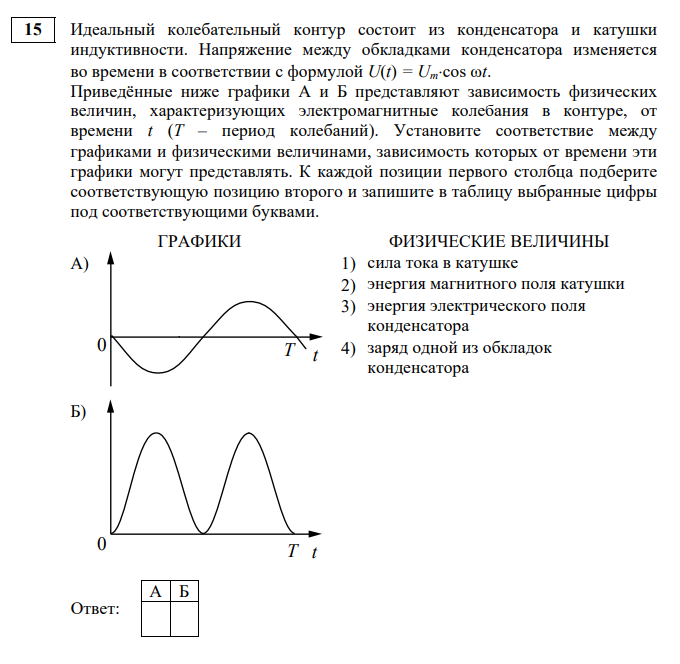 15
Идеальный колебательный контур состоит из конденсатора и катушки
индуктивности. Напряжение между обкладками конденсатора изменяется
во времени в соответствии с формулой U(t) = Um·cos ωt.
Приведённые ниже графики А и Б представляют зависимость физических
величин, характеризующих электромагнитные колебания в контуре, от
времени t (T – период колебаний). Установите соответствие между
графиками и физическими величинами, зависимость которых от времени эти
графики могут представлять. К каждой позиции первого столбца подберите
соответствующую позицию второго и запишите в таблицу выбранные цифры
под соответствующими буквами.
ГРАФИКИ
А)
0
T
t
Б)
0
T
t
ФИЗИЧЕСКИЕ ВЕЛИЧИНЫ
1) сила тока в катушке
2) энергия магнитного поля катушки
3) энергия электрического поля
конденсатора
4) заряд одной из обкладок
конденсатора
Ответ:
А Б